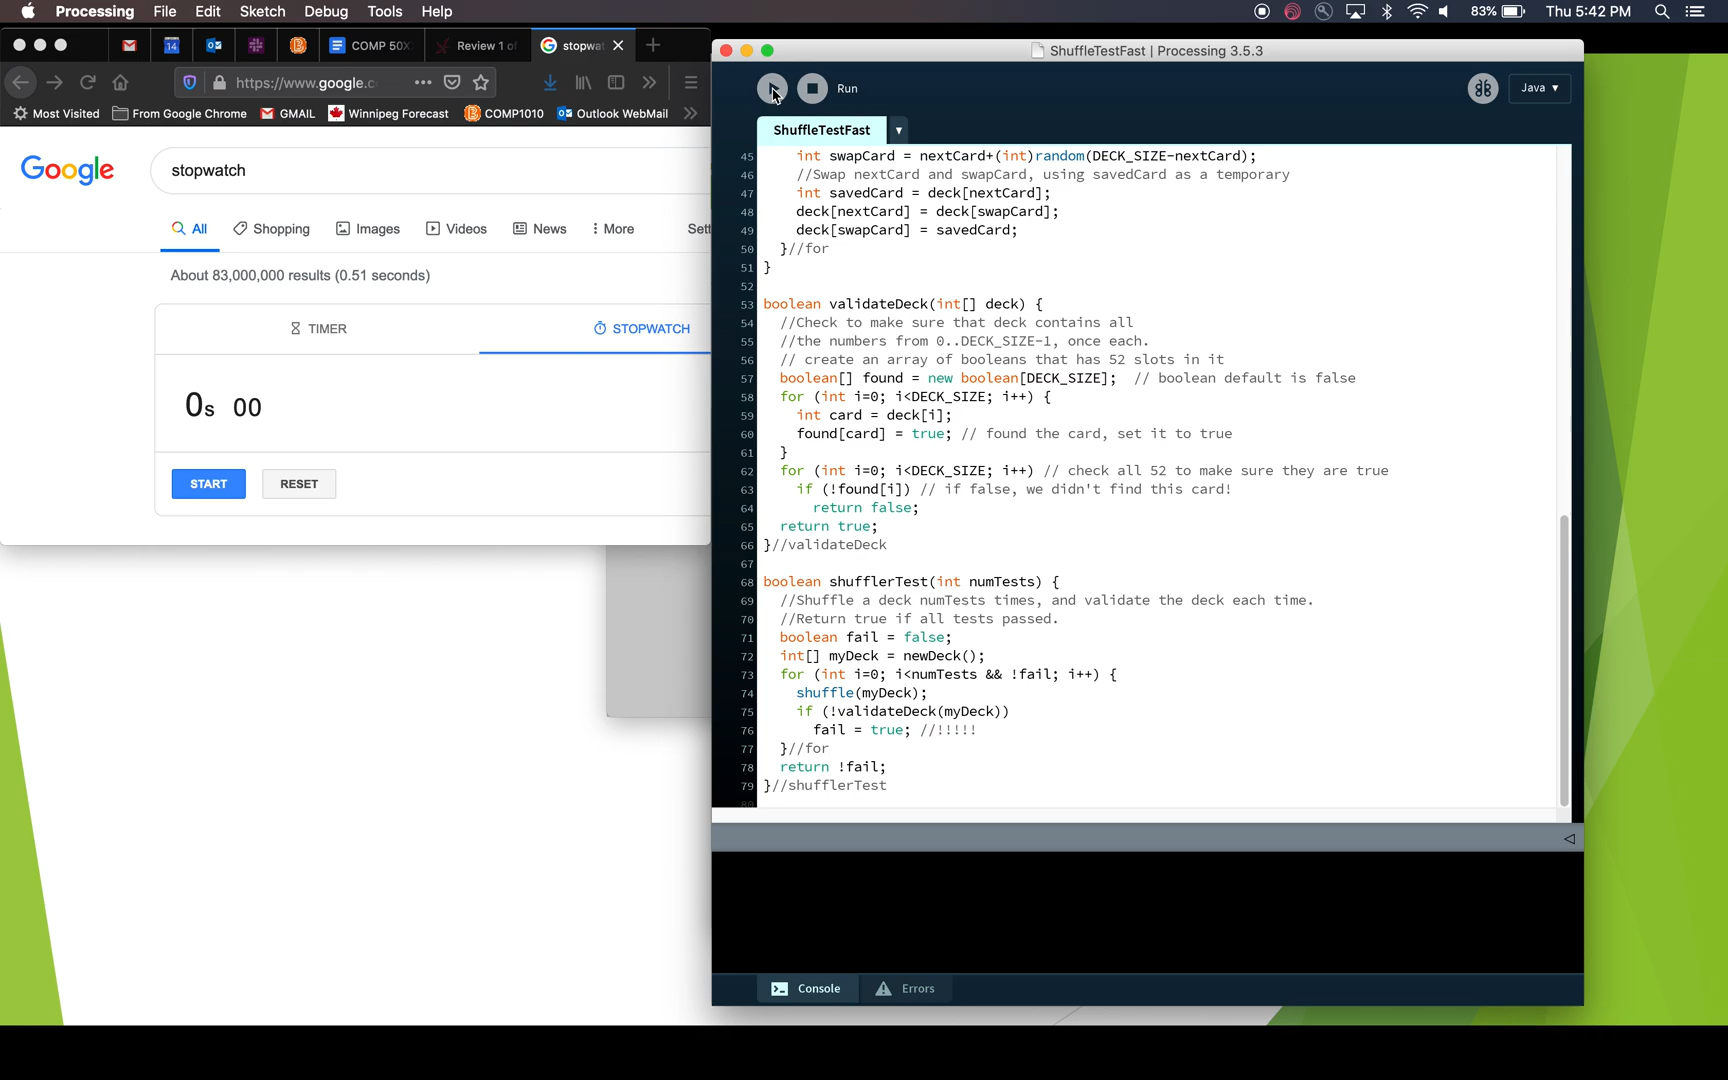 Processing File Edit Sketch Debug Tools Help 83% Thu 5:42 PM
14 COMP 50X Review 1 of stopwat
https://www.google.c
Most Visited From Google Chrome GMAIL Winnipeg Forecast COMP1010 Outlook WebMail
Google stopwatch
All Shopping Images Videos News More Sett
About 83,000,000 results (0.51 seconds)
TIMER STOPWATCH
0s 00
START RESET
ShuffleTestFast | Processing 3.5.3
Run Java
ShuffleTestFast
45 int swapCard = nextCard+(int)random(DECK_SIZE-nextCard);
46 //Swap nextCard and swapCard, using savedCard as a temporary
47 int savedCard = deck[nextCard];
48 deck[nextCard] = deck[swapCard];
49 deck[swapCard] = savedCard;
50 }//for
51 }
52
53 boolean validateDeck(int[] deck) {
54 //Check to make sure that deck contains all
55 //the numbers from 0..DECK_SIZE-1, once each.
56 // create an array of booleans that has 52 slots in it
57 boolean[] found = new boolean[DECK_SIZE]; // boolean default is false
58 for (int i=0; i<DECK_SIZE; i++) {
59 int card = deck[i];
60 found[card] = true; // found the card, set it to true
61 }
62 for (int i=0; i<DECK_SIZE; i++) // check all 52 to make sure they are true
63 if (!found[i]) // if false, we didn't find this card!
64 return false;
65 return true;
66 }//validateDeck
67
68 boolean shufflerTest(int numTests) {
69 //Shuffle a deck numTests times, and validate the deck each time.
70 //Return true if all tests passed.
71 boolean fail = false;
72 int[] myDeck = newDeck();
73 for (int i=0; i<numTests && !fail; i++) {
74 shuffle(myDeck);
75 if (!validateDeck(myDeck))
76 fail = true; //!!!!!
77 }//for
78 return !fail;
79 }//shufflerTest
80
Console Errors